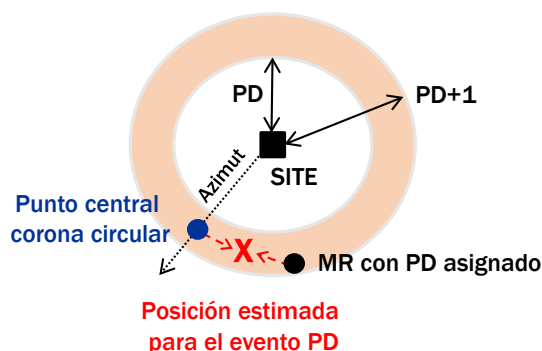 PD
PD+1
SITE
Azimut
Punto central
corona circular
X
MR con PD asignado
Posición estimada
para el evento PD